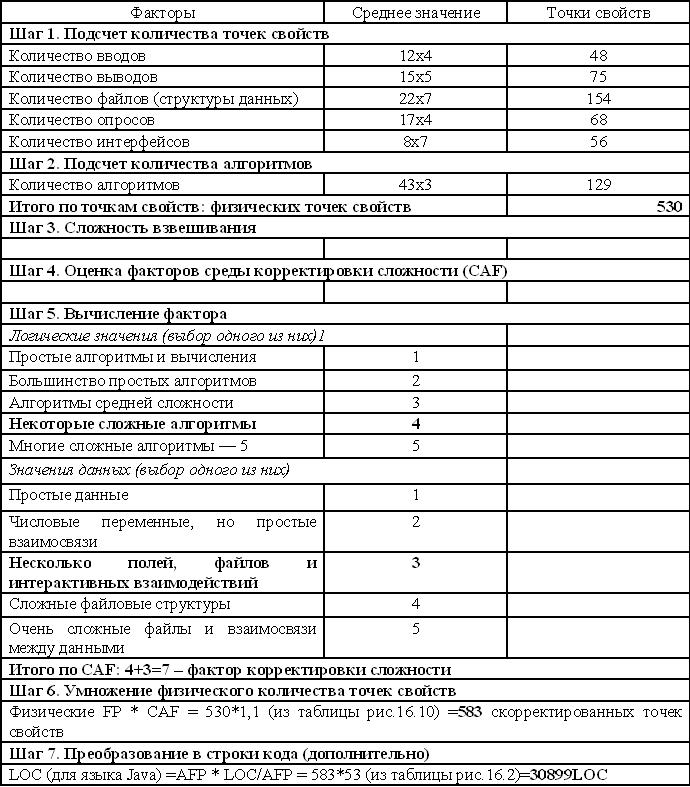 Факторы Среднее значение Точки свойств
Шаг 1. Подсчет количества точек свойств
Количество вводов 12x4 48
Количество выводов 15x5 75
Количество файлов (структуры данных) 22x7 154
Количество опросов 17x4 68
Количество интерфейсов 8x7 56
Шаг 2. Подсчет количества алгоритмов
Количество алгоритмов 43x3 129
Итого по точкам свойств: физических точек свойств 530
Шаг 3. Сложность взвешивания
Шаг 4. Оценка факторов среды корректировки сложности (CAF)
Шаг 5. Вычисление фактора
Логические значения (выбор одного из них)1
Простые алгоритмы и вычисления 1
Большинство простых алгоритмов 2
Алгоритмы средней сложности 3
Некоторые сложные алгоритмы 4
Многие сложные алгоритмы — 5 5
Значения данных (выбор одного из них)
Простые данные 1
Числовые переменные, но простые 2
взаимосвязи
Несколько полей, файлов и 3
интерактивных взаимодействий
Сложные файловые структуры 4
Очень сложные файлы и взаимосвязи 5
между данными
Итого по CAF: 4+3=7 – фактор корректировки сложности
Шаг 6. Умножение физического количества точек свойств
Физические FP * CAF = 530*1,1 (из таблицы рис.16.10) =583 скорректированных точек
свойств
Шаг 7. Преобразование в строки кода (дополнительно)
LOC (для языка Java) =AFP * LOC/AFP = 583*53 (из таблицы рис.16.2)=30899LOC